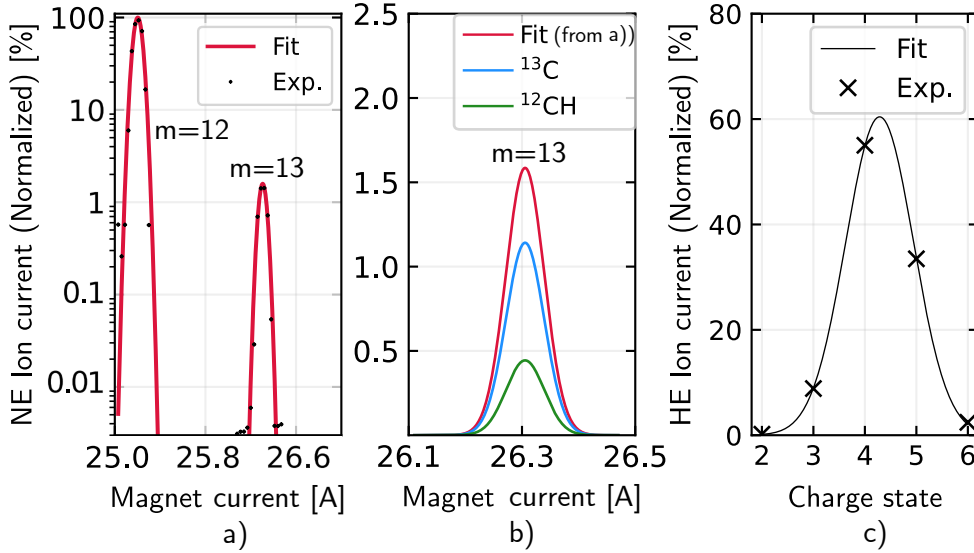 NE Ion current (Normalized) [%]
100
10
1
0.1
0.01
Fit
Exp.
m=12
m=13
25.0
25.8
26.6
Magnet current [A]
a)
2.5
2.0
1.5
1.0
0.5
Fit (from a))
¹³C
¹²CH
m=13
26.1
26.3
26.5
Magnet current [A]
b)
HE Ion current (Normalized) [%]
80
60
40
20
0
Fit
Exp.
2
3
4
5
6
Charge state
c)